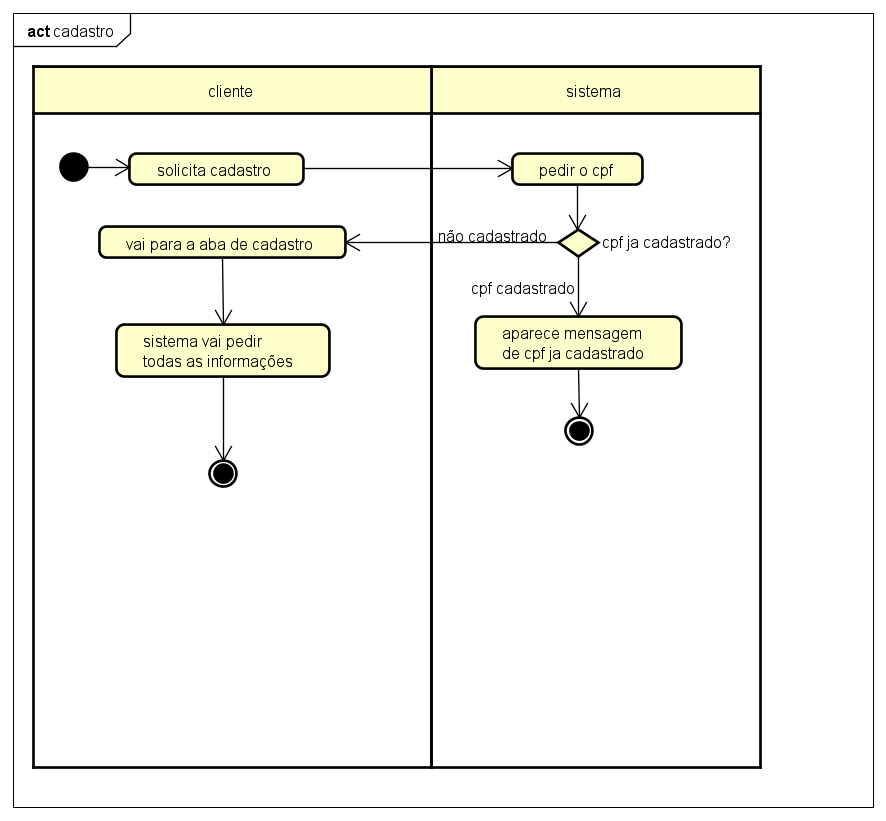 act cadastro
cliente
sistema
solicita cadastro
pedir o cpf
vai para a aba de cadastro
não cadastrado
cpf ja cadastrado?
cpf cadastrado
sistema vai pedir
todas as informações
aparece mensagem
de cpf ja cadastrado